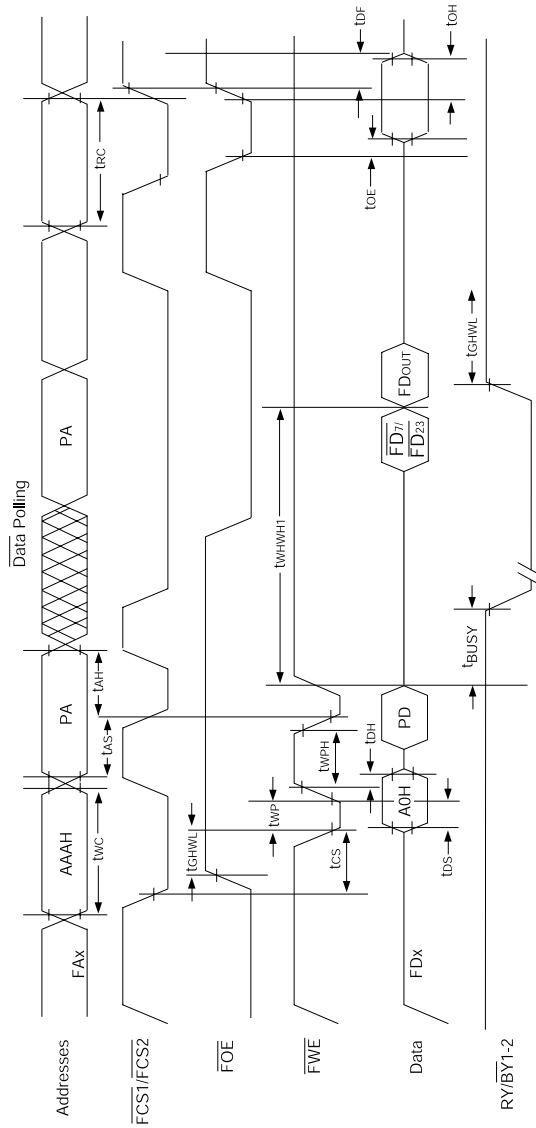 Data Polling
Addresses
FAx
AAAH
PA
PA
tWC
tAS
tAH
tRC
FCS1/FCS2
FOE
tGHWL
FWE
tCS
tWP
tWPH
tWHWH1
Data
FDx
A0H
PD
FD7/
FD23
FDOUT
tDS
tDH
tOE
tDF
tOH
RY/BY1-2
tBUSY
tGHWL